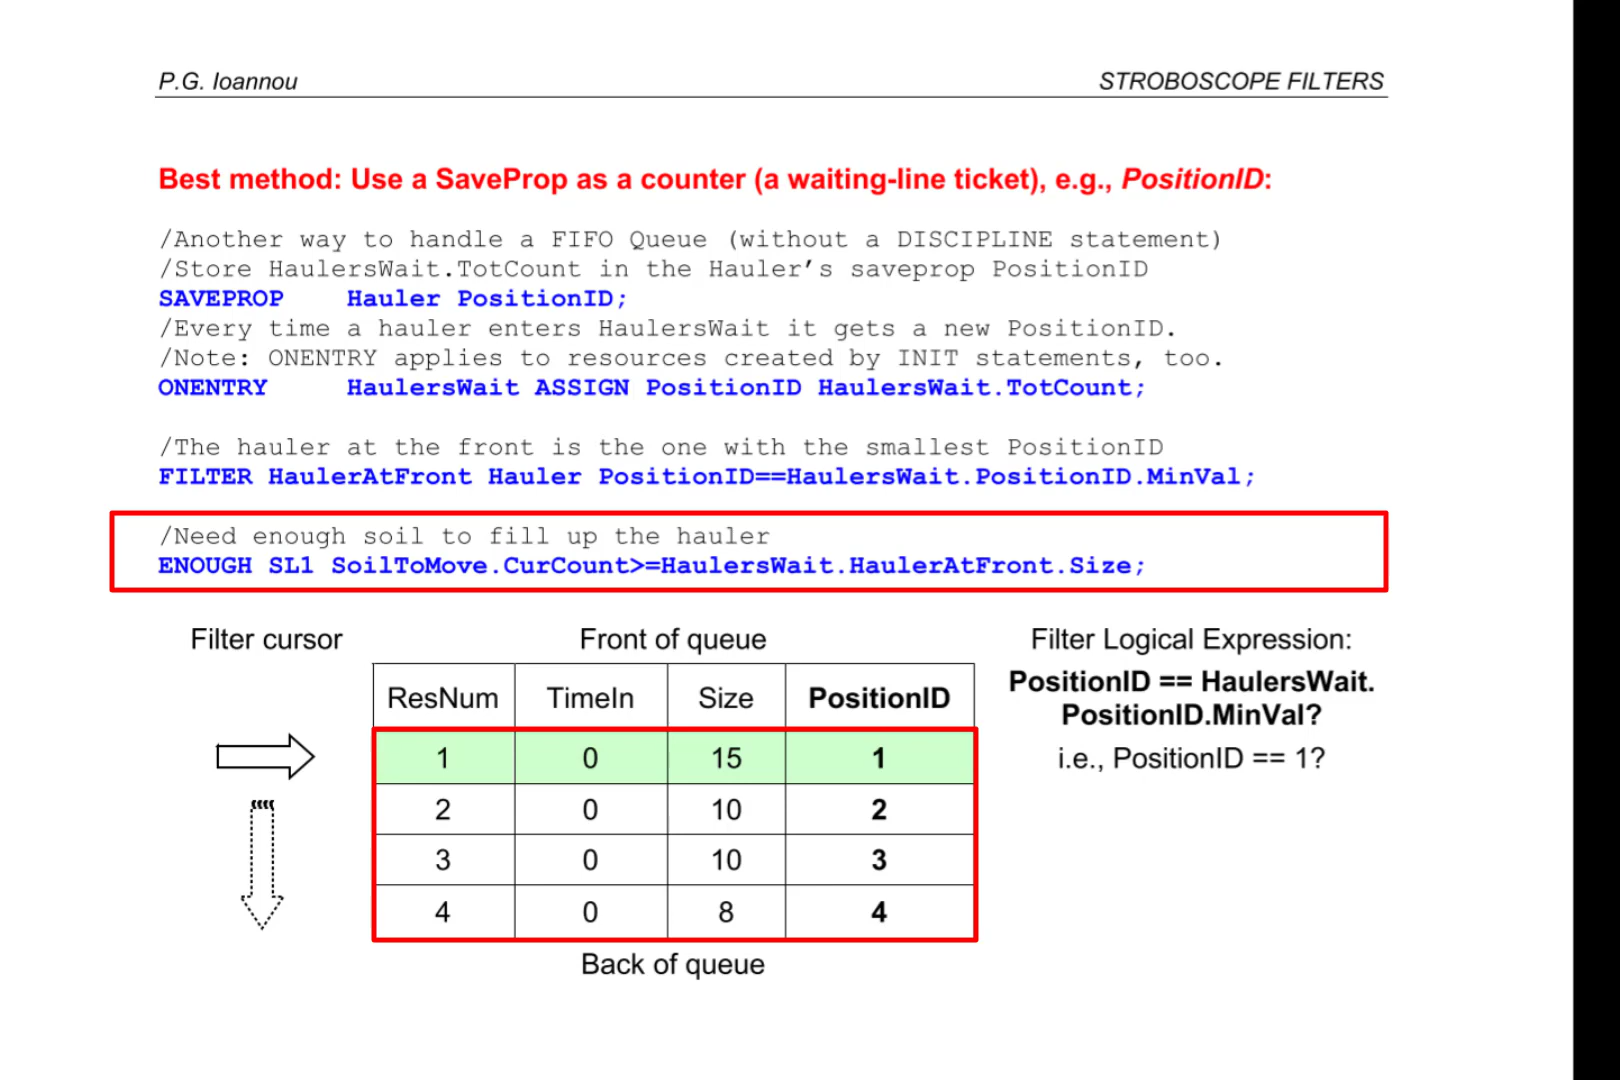 P.G. Ioannou STROBOSCOPE FILTERS
Best method: Use a SaveProp as a counter (a waiting-line ticket), e.g., PositionID:
/Another way to handle a FIFO Queue (without a DISCIPLINE statement)
/Store HaulersWait.TotCount in the Hauler’s saveprop PositionID
SAVEPROP Hauler PositionID;
/Every time a hauler enters HaulersWait it gets a new PositionID.
/Note: ONENTRY applies to resources created by INIT statements, too.
ONENTRY HaulersWait ASSIGN PositionID HaulersWait.TotCount;
/The hauler at the front is the one with the smallest PositionID
FILTER HaulerAtFront Hauler PositionID==HaulersWait.PositionID.MinVal;
/Need enough soil to fill up the hauler
ENOUGH SL1 SoilToMove.CurCount>=HaulersWait.HaulerAtFront.Size;
Filter cursor
Front of queue
ResNum TimeIn Size PositionID
1 0 15 1
2 0 10 2
3 0 10 3
4 0 8 4
Back of queue
Filter Logical Expression:
PositionID == HaulersWait.
PositionID.MinVal?
i.e., PositionID == 1?